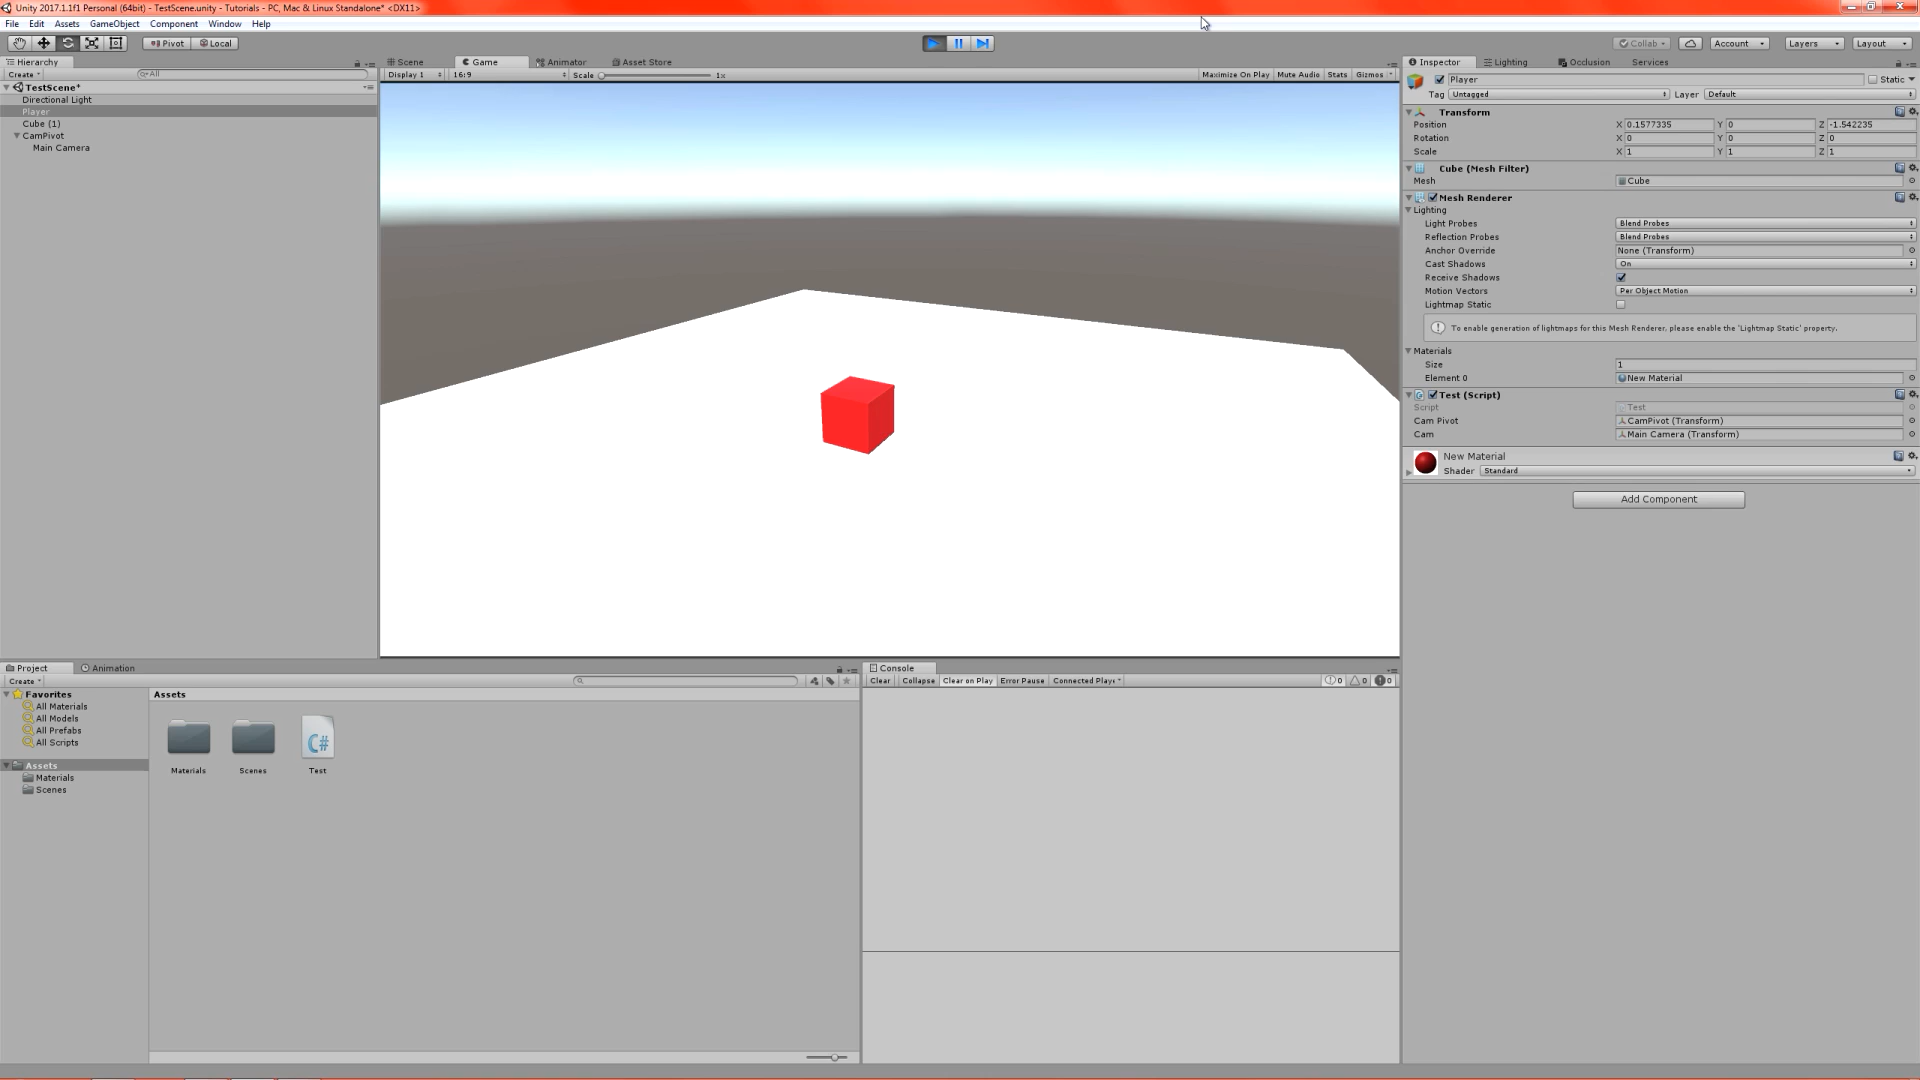 Unity 2017.1.1f1 Personal (64bit) - TestScene.unity - Tutorials - PC, Mac & Linux Standalone* <DX11>
File Edit Assets GameObject Component Window Help
Pivot Local Collab Account Layers Layout
Hierarchy
Create All
TestScene*
Directional Light
Player
Cube (1)
CamPivot
Main Camera
Scene Game Animator Asset Store
Display 1 16:9 Scale 1x Maximize On Play Mute Audio Stats Gizmos
Inspector Lighting Occlusion Services
Player Static
Tag Untagged Layer Default
Transform
Position X 0.1577335 Y 0 Z -1.542235
Rotation X 0 Y 0 Z 0
Scale X 1 Y 1 Z 1
Cube (Mesh Filter)
Mesh Cube
Mesh Renderer
Lighting
Light Probes Blend Probes
Reflection Probes Blend Probes
Anchor Override None (Transform)
Cast Shadows On
Receive Shadows
Motion Vectors Per Object Motion
Lightmap Static
To enable generation of lightmaps for this Mesh Renderer, please enable the 'Lightmap Static' property.
Materials
Size 1
Element 0 New Material
Test (Script)
Script Test
Cam Pivot CamPivot (Transform)
Cam Main Camera (Transform)
New Material
Shader Standard
Add Component
Project Animation
Create
Favorites
All Materials
All Models
All Prefabs
All Scripts
Assets
Materials
Scenes
Assets
Materials Scenes Test
C#
Console
Clear Collapse Clear on Play Error Pause Connected Playe 0 0 0